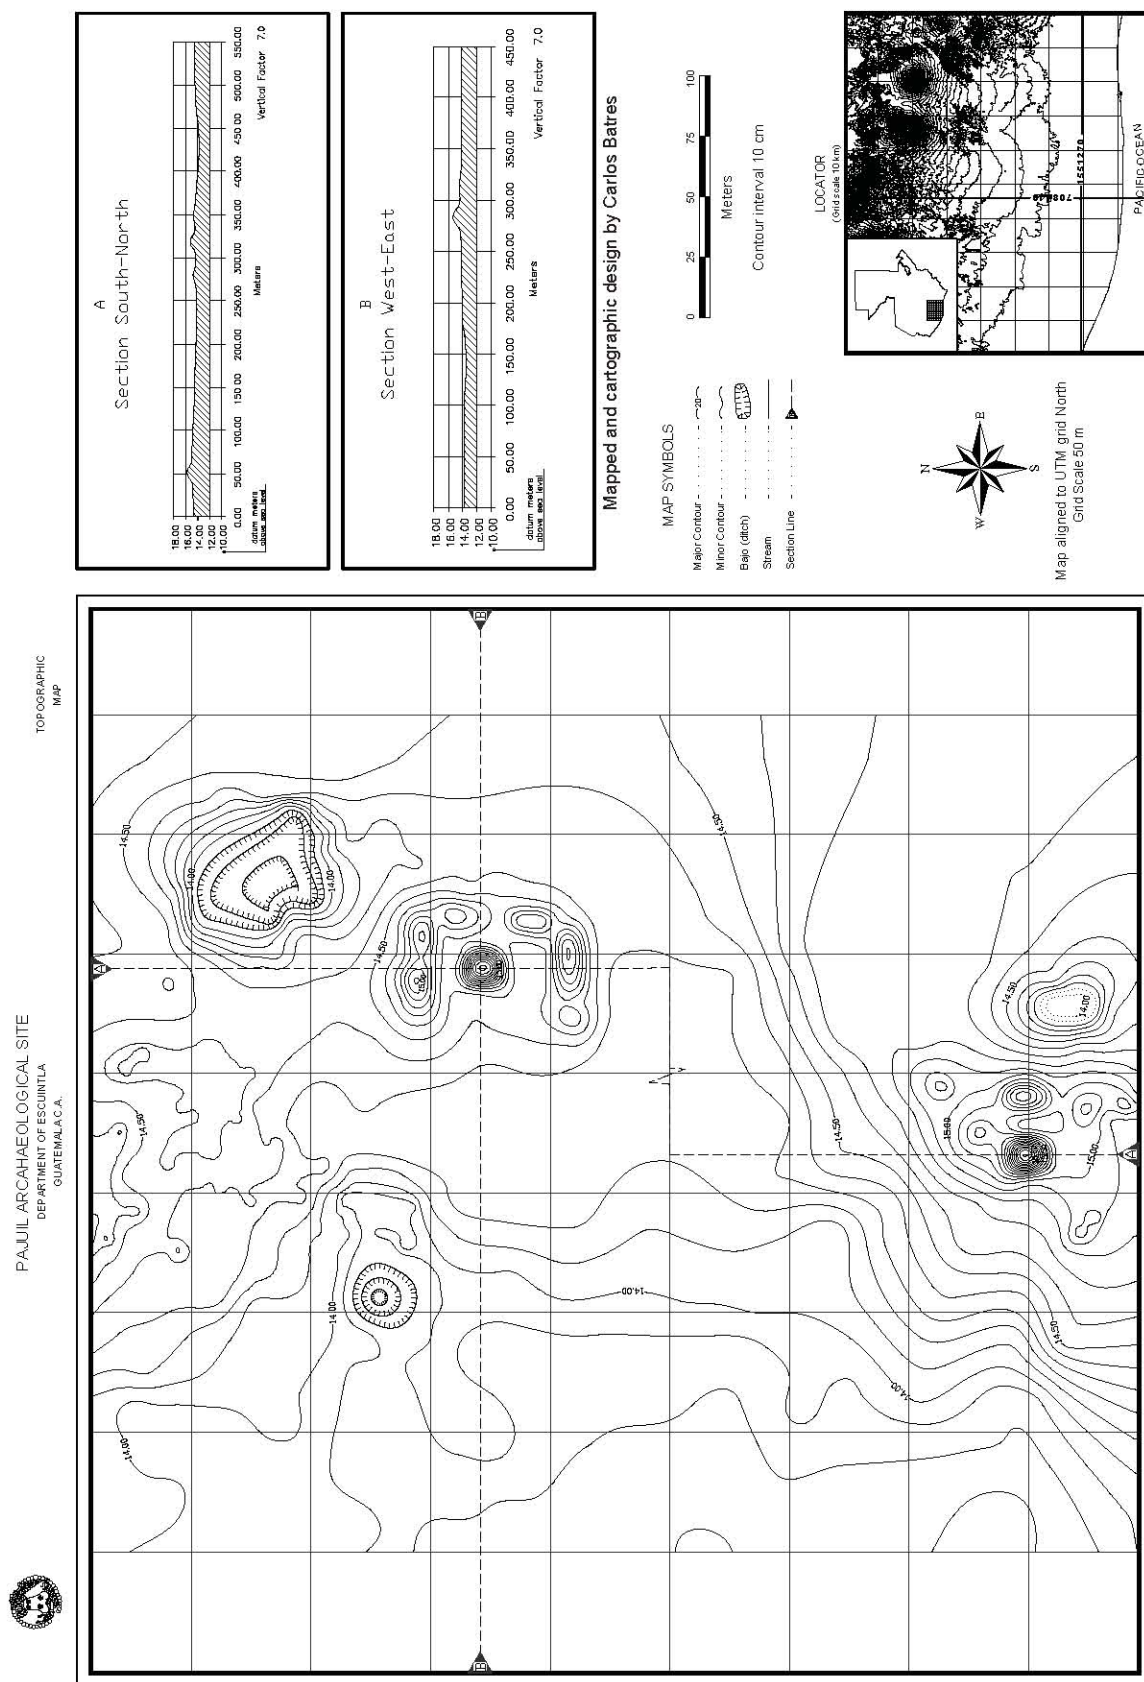 PAJUIL ARCAHAEOLOGICAL SITE
DEPARTMENT OF ESCUINTLA
GUATEMALA C.A.
TOPOGRAPHIC
MAP
14.00
14.00
14.00
14.00
14.50
14.50
14.50
14.50
14.50
14.50
14.50
14.00
14.00
14.00
15.00
15.00
15.00
14.50
A
A
B
B
A
Section South-North
18.00
16.00
14.00
12.00
10.00
datum meters
above sea level
0.00 50.00 100.00 150.00 200.00 250.00 300.00 350.00 400.00 450.00 500.00 550.00
Meters
Vertical Factor 7.0
B
Section West-East
18.00
16.00
14.00
12.00
10.00
datum meters
above sea level
0.00 50.00 100.00 150.00 200.00 250.00 300.00 350.00 400.00 450.00
Meters
Vertical Factor 7.0
Mapped and cartographic design by Carlos Batres
MAP SYMBOLS
Major Contour
20
Minor Contour
Bajo (ditch)
Stream
Section Line
0 25 50 75 100
Meters
Contour interval 10 cm
N
W E
S
Map aligned to UTM grid North
Grid Scale 50 m
LOCATOR
(Grid scale 10 km)
1551270
PACIFIC OCEAN